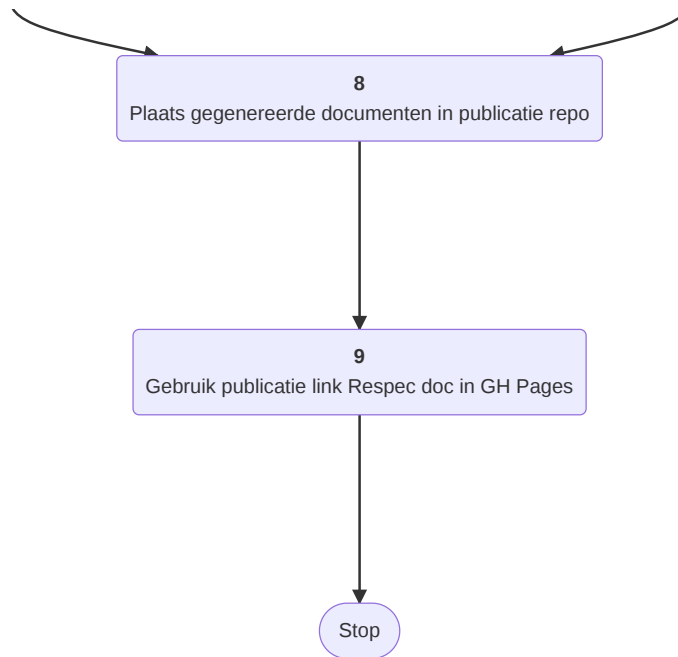 8
Plaats gegenereerde documenten in publicatie repo
9
Gebruik publicatie link Respec doc in GH Pages
Stop